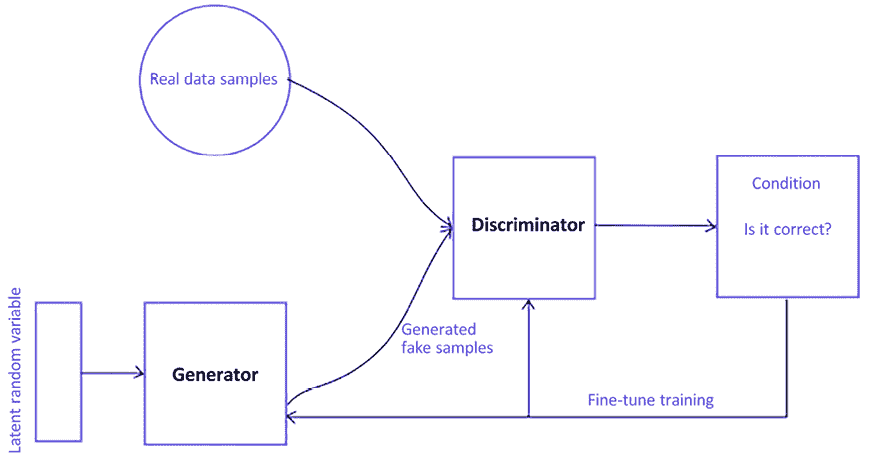 Real data samples
Discriminator
Condition
Is it correct?
Latent random variable
Generator
Generated
fake samples
Fine-tune training